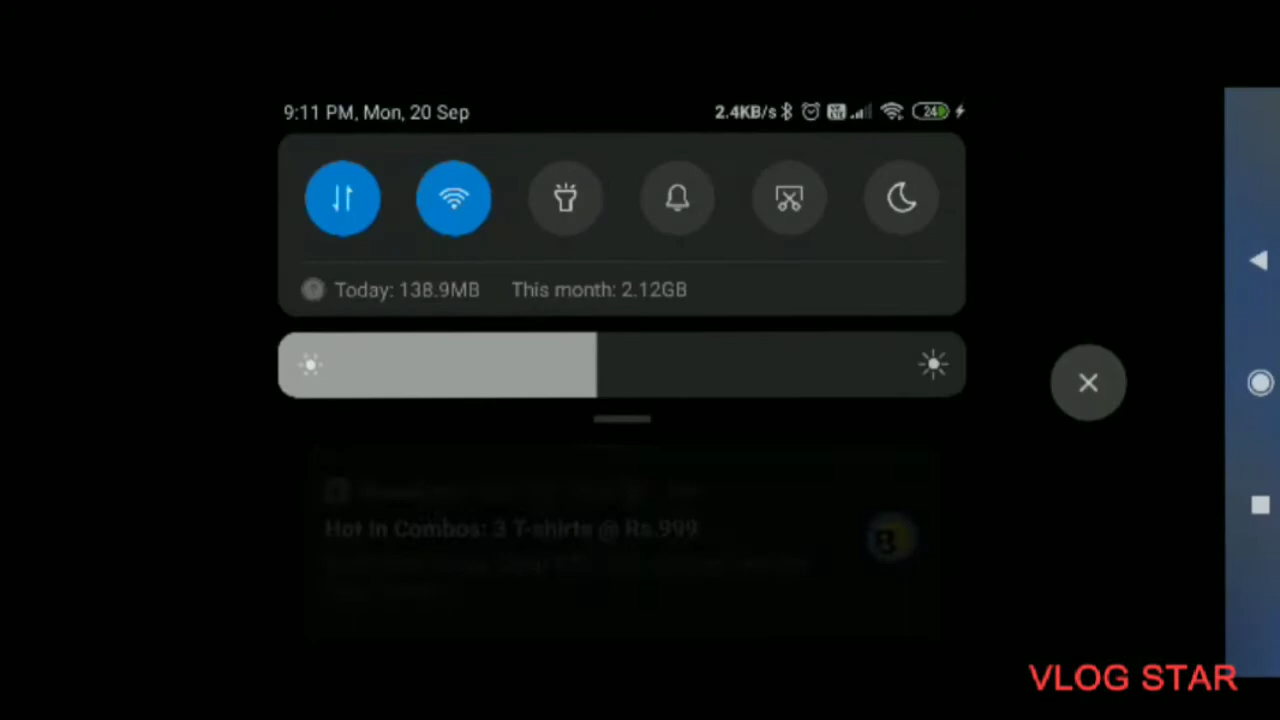 9:11 PM, Mon, 20 Sep
2.4KB/s 24
Today: 138.9MB This month: 2.12GB
Hot In Combos: 3 T-shirts @ Rs.999
B
VLOG STAR